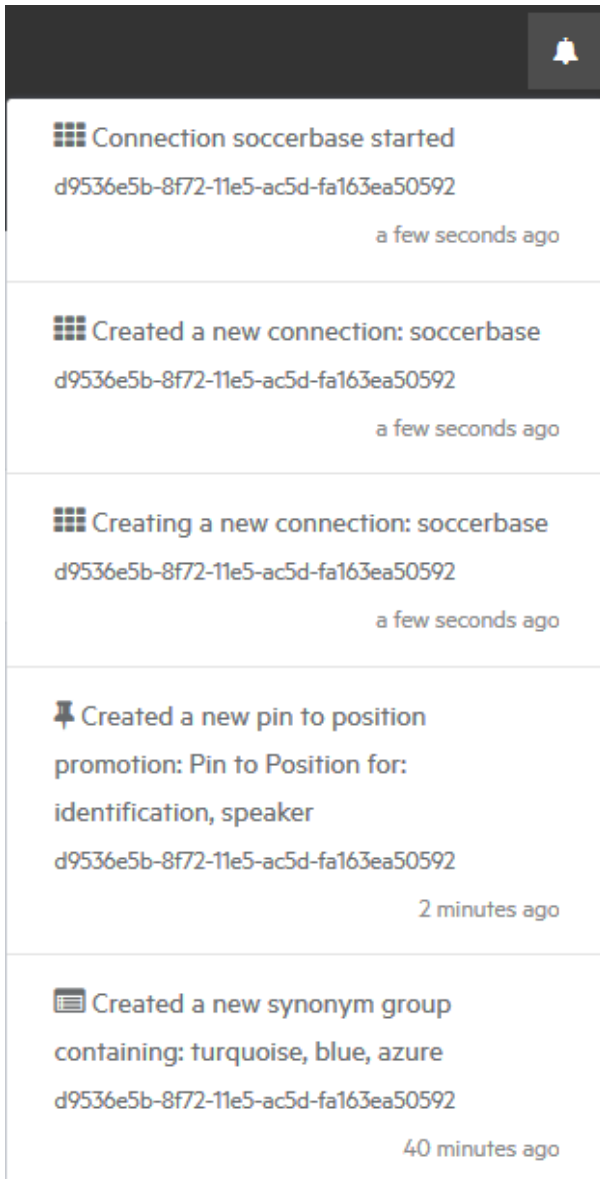 Connection soccerbase started
d9536e5b-8f72-11e5-ac5d-fa163ea50592
a few seconds ago
Created a new connection: soccerbase
d9536e5b-8f72-11e5-ac5d-fa163ea50592
a few seconds ago
Creating a new connection: soccerbase
d9536e5b-8f72-11e5-ac5d-fa163ea50592
a few seconds ago
Created a new pin to position
promotion: Pin to Position for:
identification, speaker
d9536e5b-8f72-11e5-ac5d-fa163ea50592
2 minutes ago
Created a new synonym group
containing: turquoise, blue, azure
d9536e5b-8f72-11e5-ac5d-fa163ea50592
40 minutes ago